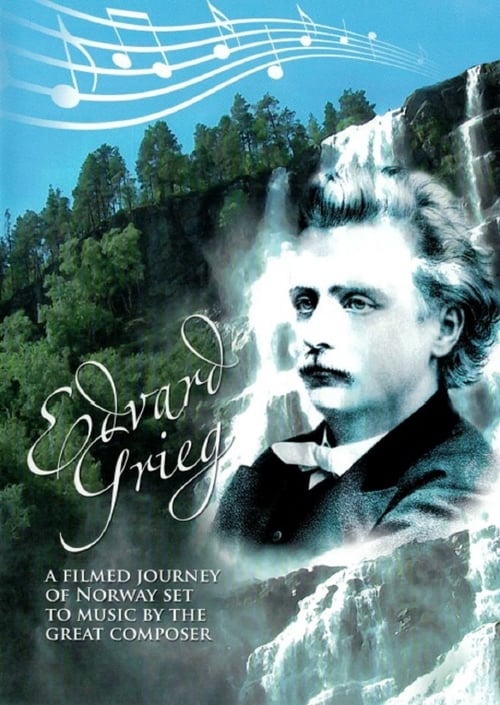 Edvard
Grieg
A FILMED JOURNEY
OF NORWAY SET
TO MUSIC BY THE
GREAT COMPOSER